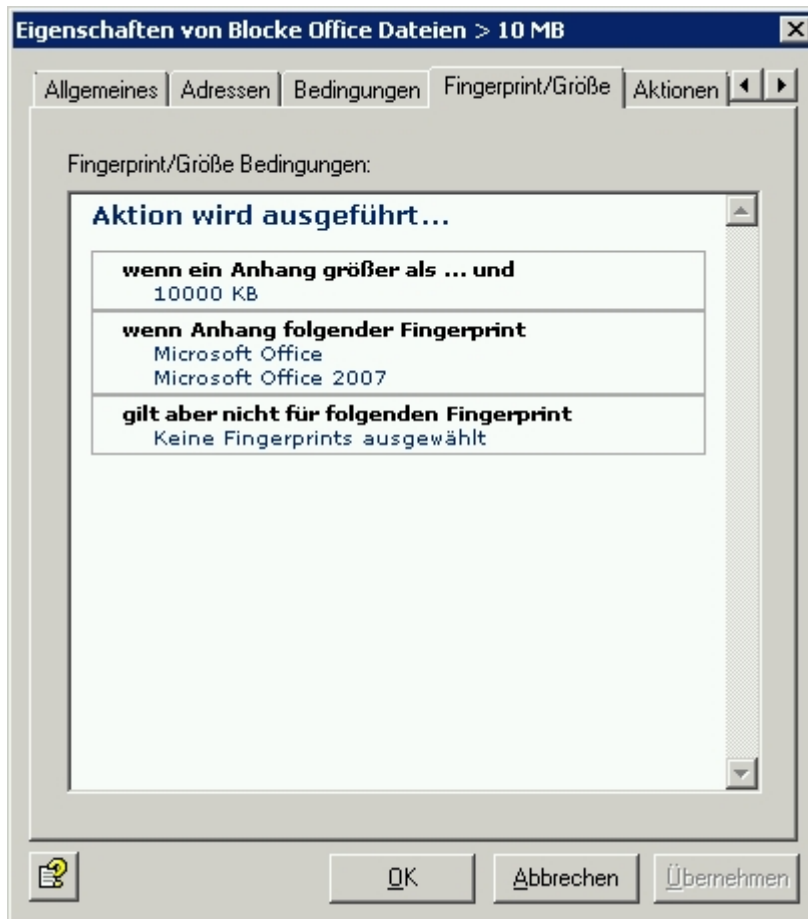 Eigenschaften von Blocke Office Dateien > 10 MB
Allgemeines Adressen Bedingungen Fingerprint/Größe Aktionen
Fingerprint/Größe Bedingungen:
Aktion wird ausgeführt...
wenn ein Anhang größer als ... und
10000 KB
wenn Anhang folgender Fingerprint
Microsoft Office
Microsoft Office 2007
gilt aber nicht für folgenden Fingerprint
Keine Fingerprints ausgewählt
OK Abbrechen Übernehmen